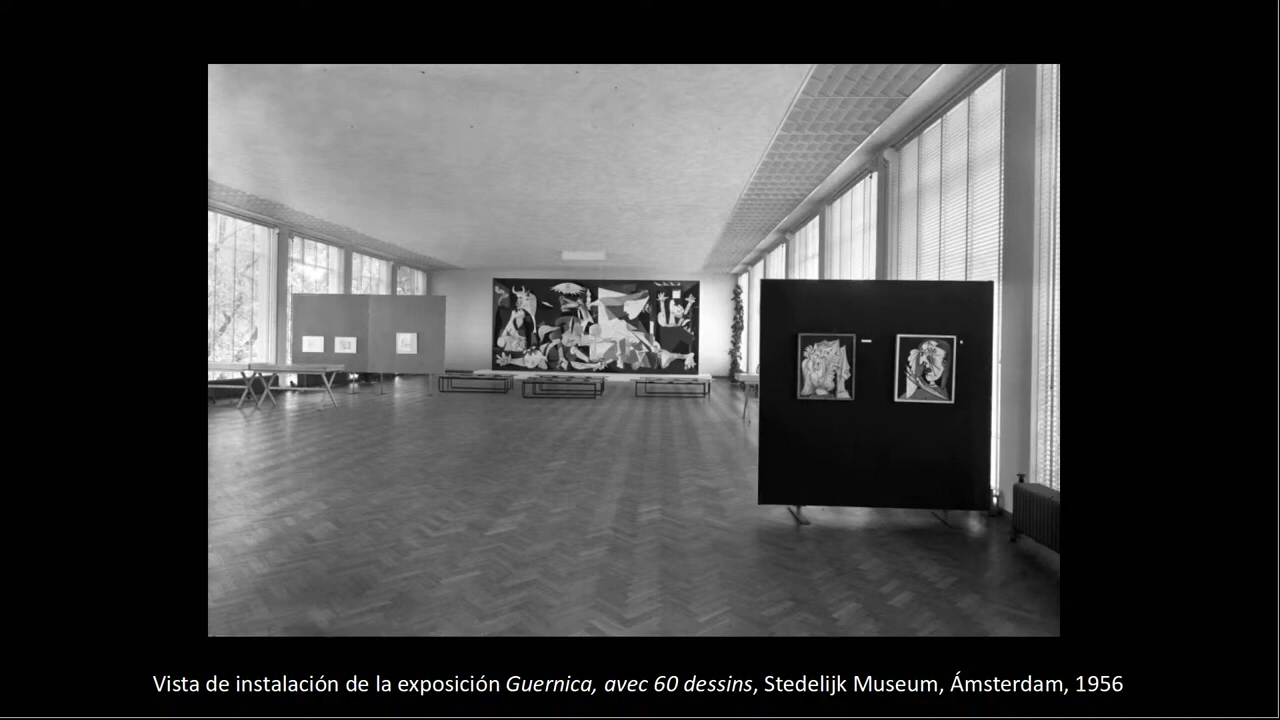 Vista de instalación de la exposición Guernica, avec 60 dessins, Stedelijk Museum, Ámsterdam, 1956